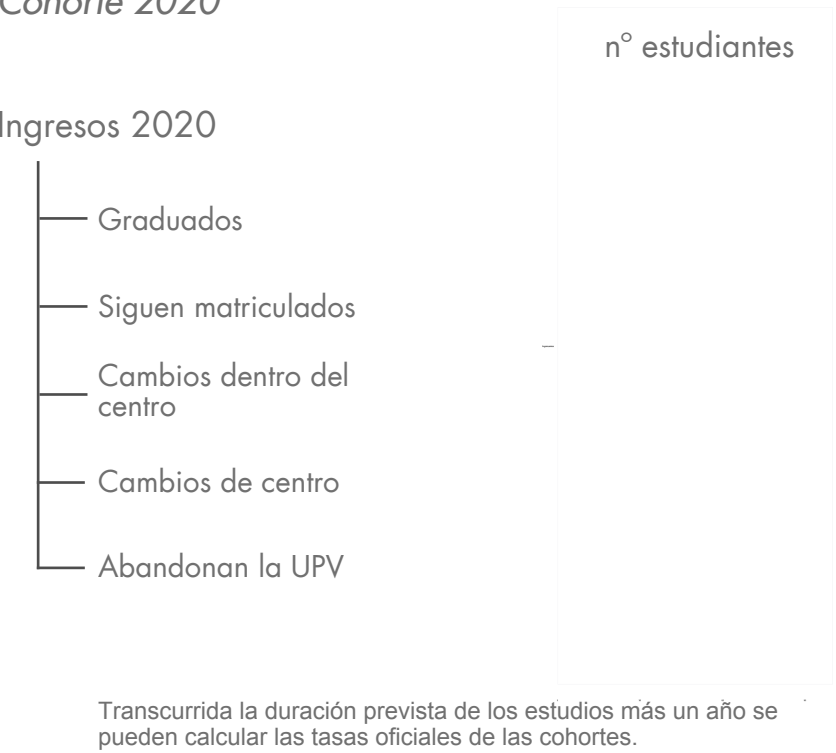 Cohorte 2020
nº estudiantes
Ingresos 2020
Graduados
Siguen matriculados
Cambios dentro del
centro
Cambios de centro
Abandonan la UPV
Transcurrida la duración prevista de los estudios más un año se
pueden calcular las tasas oficiales de las cohortes.